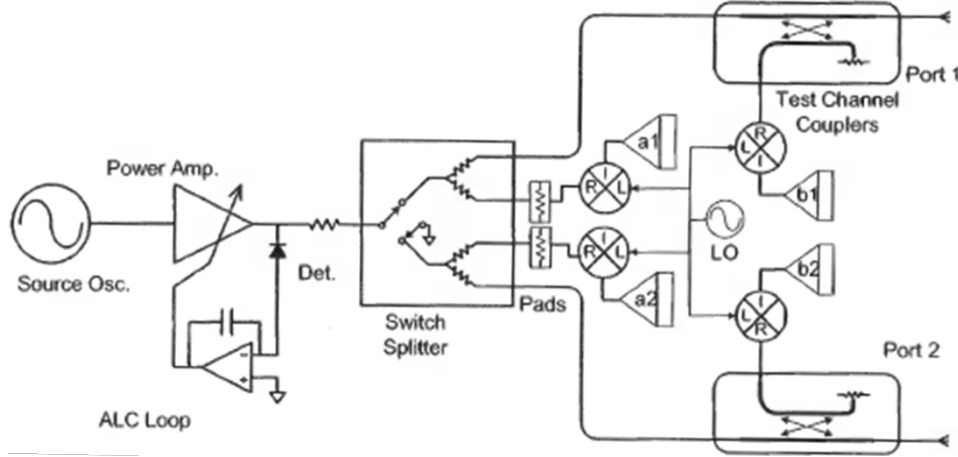 Port 1
Test Channel
Couplers
R
L
I
a1
I
R
L
b1
Power Amp.
Source Osc.
Det.
Pads
LO
I
R
L
b2
a2
I
L
R
Switch
Splitter
-
+
ALC Loop
Port 2